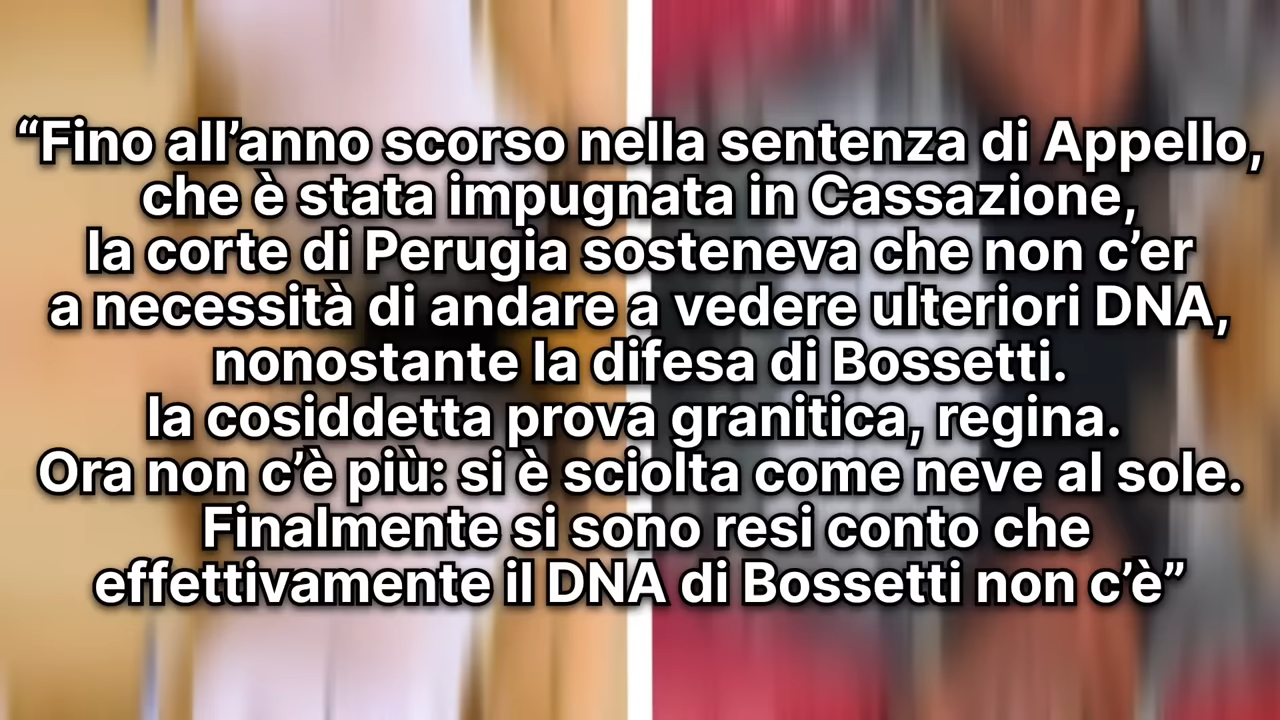 “Fino all’anno scorso nella sentenza di Appello,
che è stata impugnata in Cassazione,
la corte di Perugia sosteneva che non c’er
a necessità di andare a vedere ulteriori DNA,
nonostante la difesa di Bossetti.
la cosiddetta prova granitica, regina.
Ora non c’è più: si è sciolta come neve al sole.
Finalmente si sono resi conto che
effettivamente il DNA di Bossetti non c’è”